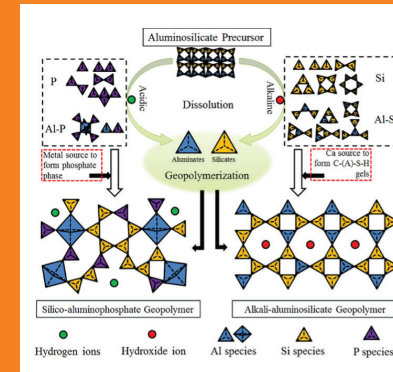 Aluminosilicate Precursor
P
Al-P
Acidic
Dissolution
Alkaline
Si
Al-S
Aluminates
Silicates
Geopolymerization
Metal source to
form phosphate
phase
Ca source to
form C-(A)-S-H
gels
Silico-aluminophosphate Geopolymer
Alkali-aluminosilicate Geopolymer
Hydrogen ions
Hydroxide ion
Al species
Si species
P species